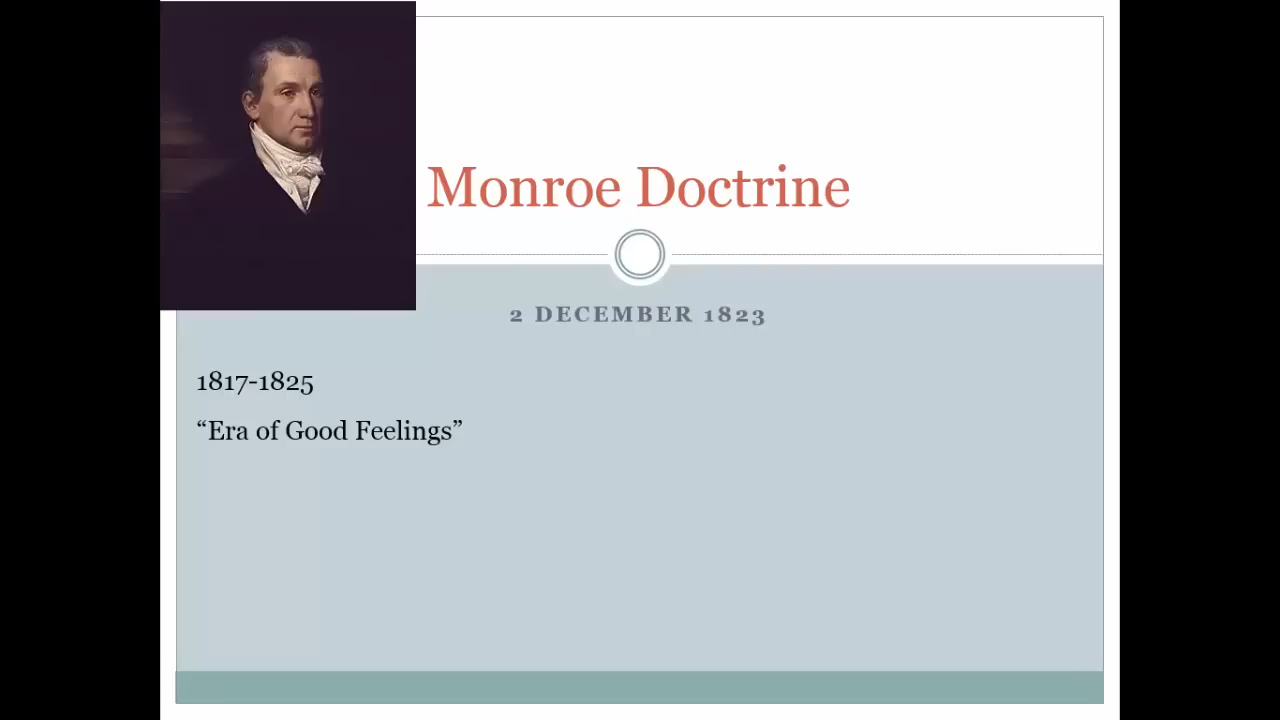 Monroe Doctrine
2 DECEMBER 1823
1817-1825
“Era of Good Feelings”